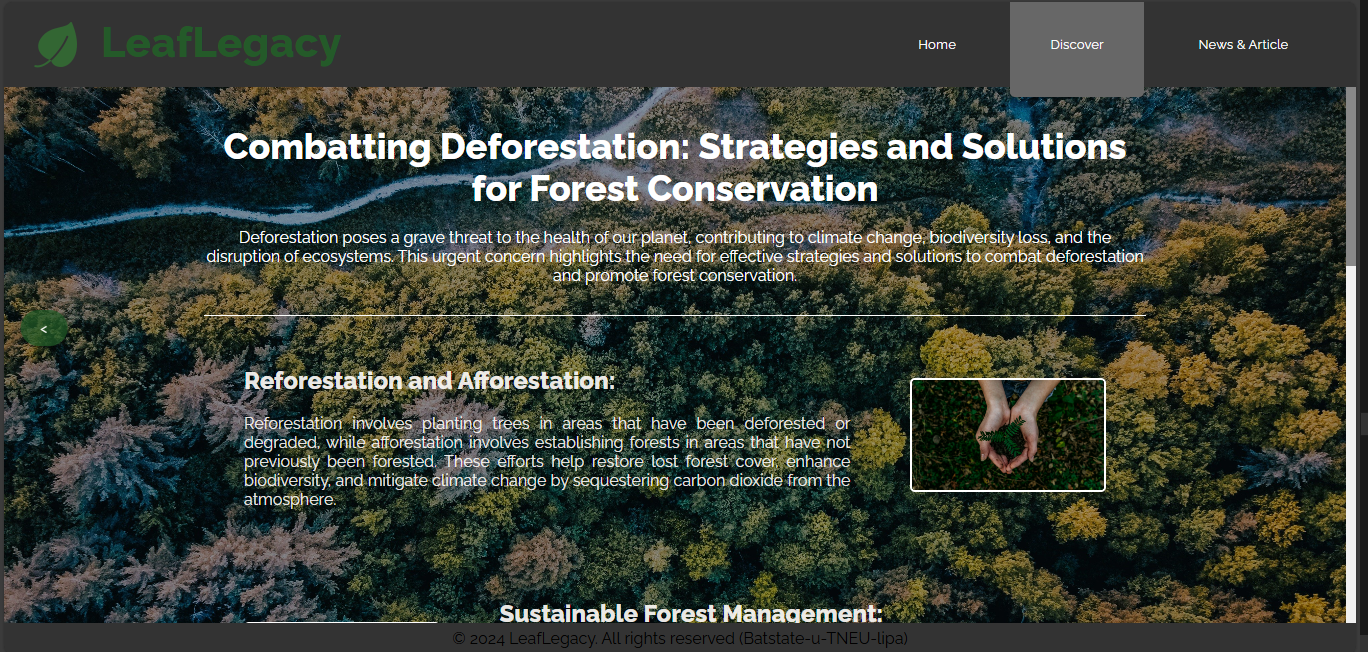 LeafLegacy
Home
Discover
News & Article
Combatting Deforestation: Strategies and Solutions
for Forest Conservation
Deforestation poses a grave threat to the health of our planet, contributing to climate change, biodiversity loss, and the
disruption of ecosystems. This urgent concern highlights the need for effective strategies and solutions to combat deforestation
and promote forest conservation.
<
Reforestation and Afforestation:
Reforestation involves planting trees in areas that have been deforested or
degraded, while afforestation involves establishing forests in areas that have not
previously been forested. These efforts help restore lost forest cover, enhance
biodiversity, and mitigate climate change by sequestering carbon dioxide from the
atmosphere.
Sustainable Forest Management:
© 2024 LeafLegacy. All rights reserved (Batstate-u-TNEU-lipa)